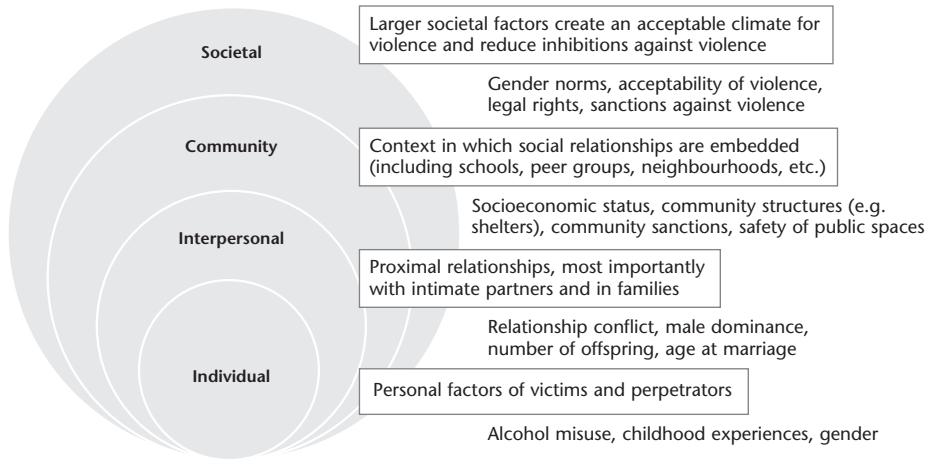 Societal
Larger societal factors create an acceptable climate for
violence and reduce inhibitions against violence
Gender norms, acceptability of violence,
legal rights, sanctions against violence
Community
Context in which social relationships are embedded
(including schools, peer groups, neighbourhoods, etc.)
Socioeconomic status, community structures (e.g.
shelters), community sanctions, safety of public spaces
Interpersonal
Proximal relationships, most importantly
with intimate partners and in families
Relationship conflict, male dominance,
number of offspring, age at marriage
Individual
Personal factors of victims and perpetrators
Alcohol misuse, childhood experiences, gender